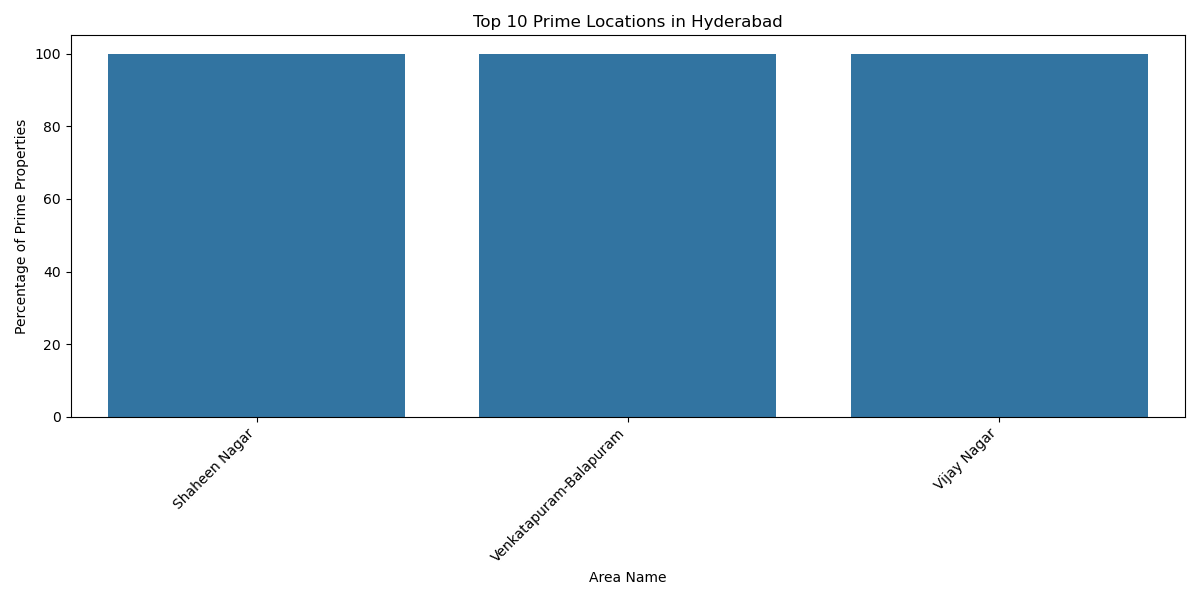 Top 10 Prime Locations in Hyderabad
Percentage of Prime Properties
100
80
60
40
20
0
Shaheen Nagar
Venkatapuram-Balapuram
Vijay Nagar
Area Name